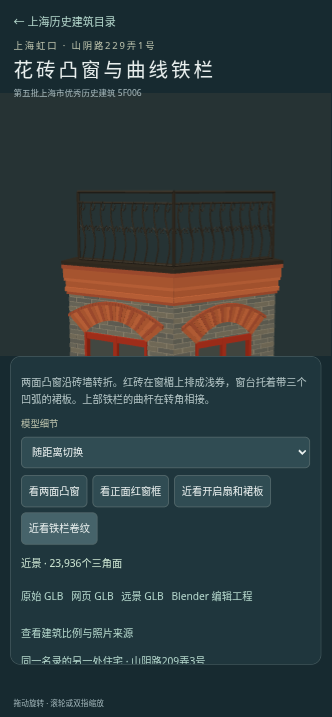 ← 上海历史建筑目录
上海虹口 · 山阴路229弄1号
花砖凸窗与曲线铁栏
第五批上海市优秀历史建筑 5F006
两面凸窗沿砖墙转折。红砖在窗楣上排成浅券，窗台托着带三个
凹弧的裙板。上部铁栏的曲杆在转角相接。
模型细节
随距离切换
看两面凸窗 看正面红窗框 近看开启扇和裙板
近看铁栏卷纹
近景 · 23,936个三角面
原始 GLB 网页 GLB 远景 GLB Blender 编辑工程
查看建筑比例与照片来源
同一名录的另一处住宅 · 山阴路209弄3号
拖动旋转 · 滚轮或双指缩放